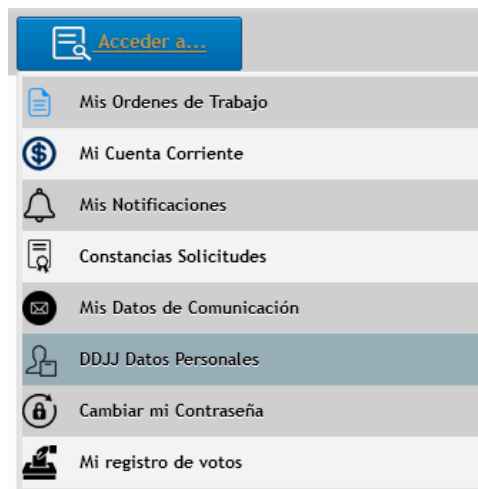 Acceder a...
Mis Ordenes de Trabajo
Mi Cuenta Corriente
Mis Notificaciones
Constancias Solicitudes
Mis Datos de Comunicación
DDJJ Datos Personales
Cambiar mi Contraseña
Mi registro de votos